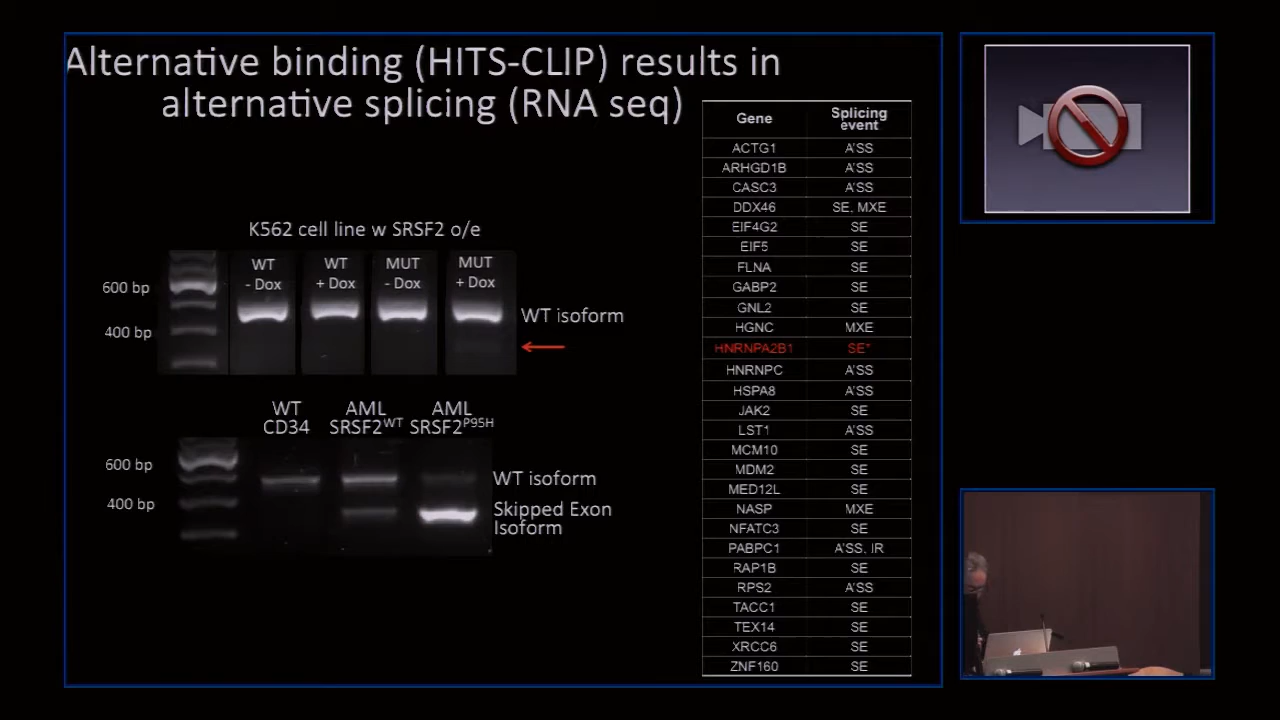 Alternative binding (HITS-CLIP) results in
alternative splicing (RNA seq)
K562 cell line w SRSF2 o/e
WT
- Dox
WT
+ Dox
MUT
- Dox
MUT
+ Dox
600 bp
400 bp
WT isoform
WT
CD34
AML
SRSF2WT
AML
SRSF2P95H
600 bp
400 bp
WT isoform
Skipped Exon
Isoform
Gene Splicing
event
ACTG1 A'SS
ARHGD1B A'SS
CASC3 A'SS
DDX46 SE, MXE
EIF4G2 SE
EIF5 SE
FLNA SE
GABP2 SE
GNL2 SE
HGNC MXE
HNRNPA2B1 SE*
HNRNPC A'SS
HSPA8 A'SS
JAK2 SE
LST1 A'SS
MCM10 SE
MDM2 SE
MED12L SE
NASP MXE
NFATC3 SE
PABPC1 A'SS, IR
RAP1B SE
RPS2 A'SS
TACC1 SE
TEX14 SE
XRCC6 SE
ZNF160 SE